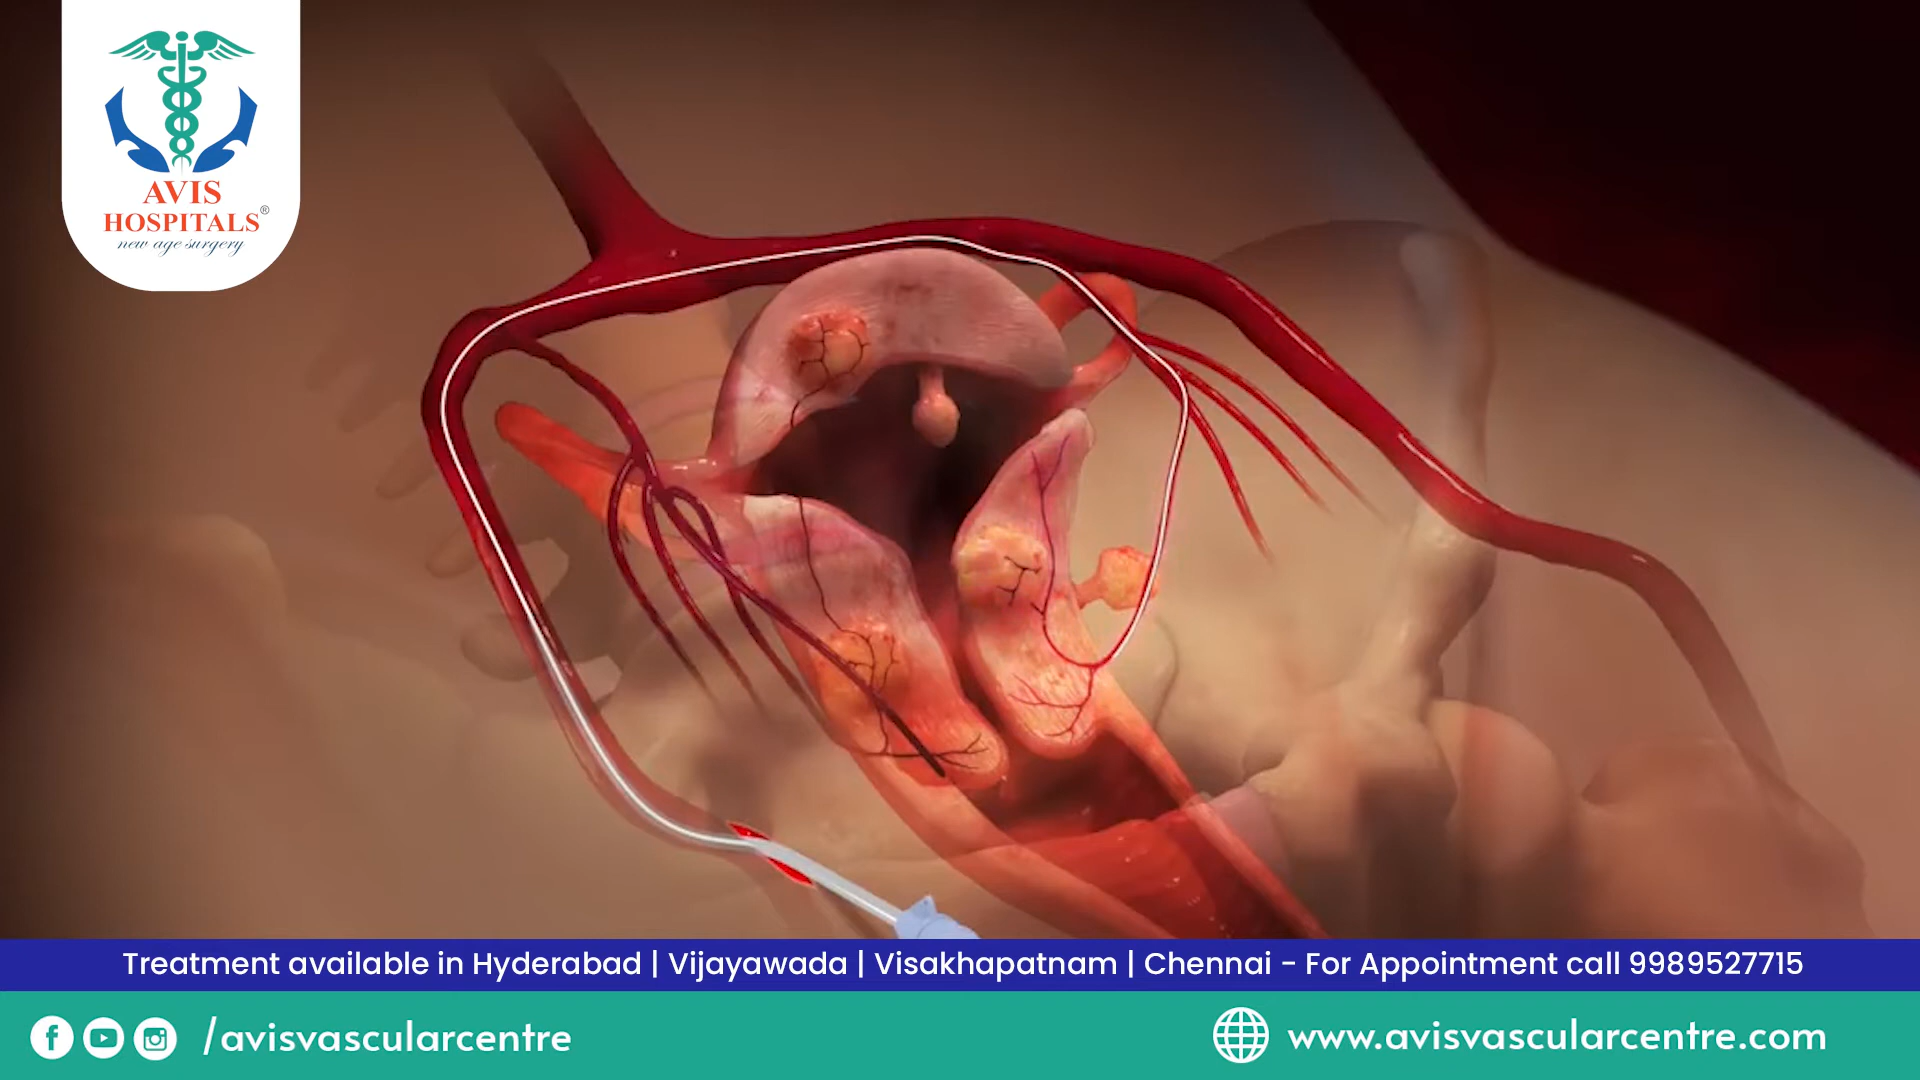 AVIS
HOSPITALS®
new age surgery
Treatment available in Hyderabad | Vijayawada | Visakhapatnam | Chennai - For Appointment call 9989527715
/avisvascularcentre
www.avisvascularcentre.com